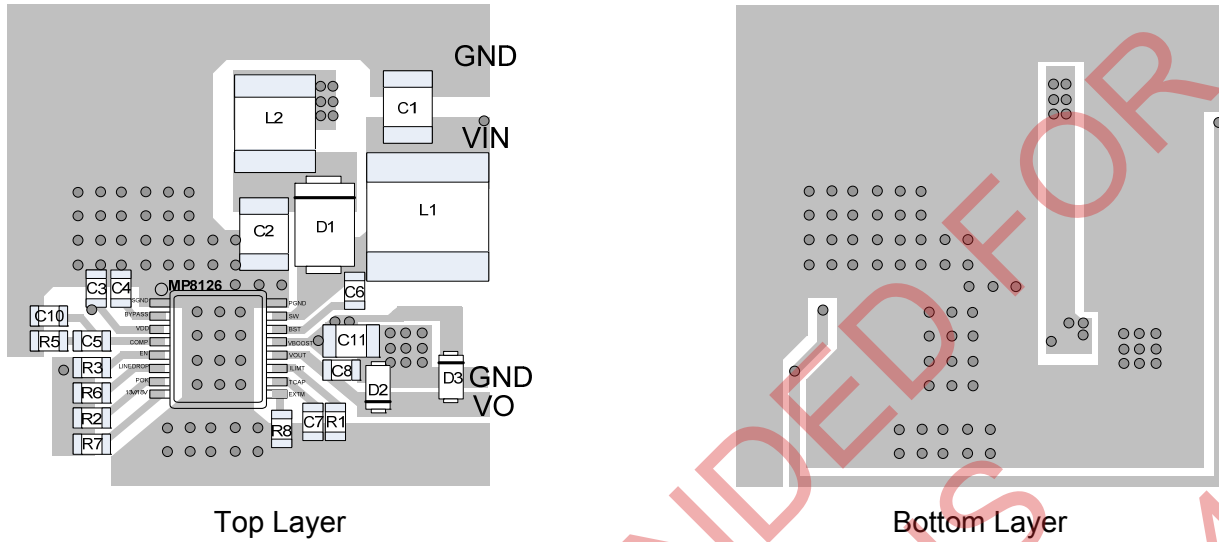 GND
C1
L2
VIN
L1
C2
D1
MP8126
C3
C4
C6
SGND
PGND
BYPASS
SW
C10
VDD
BST
R5
C5
COMP
VBOOST
C11
EN
VOUT
R3
LINEDROP
ILIMT
C8
GND
R6
POK
TCAP
D2
D3
13V/18V
EXTM
VO
R2
R8
C7
R1
R7
Top Layer
Bottom Layer
NDED FOR